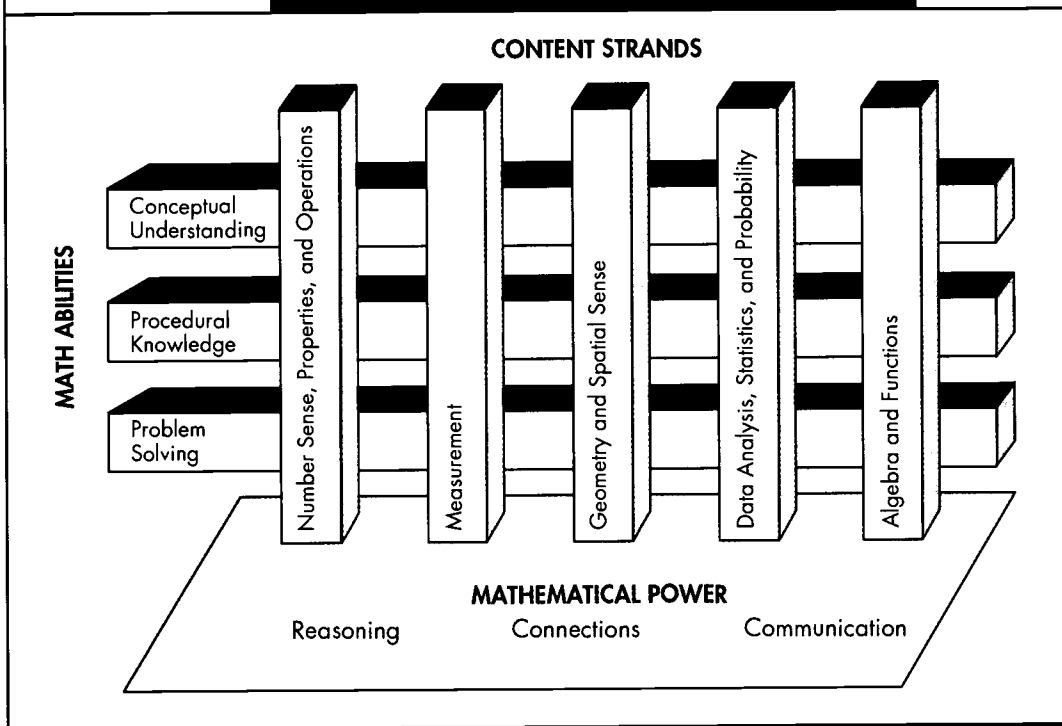 CONTENT STRANDS
MATH ABILITIES
Conceptual
Understanding
Procedural
Knowledge
Problem
Solving
Number Sense, Properties, and Operations
Measurement
Geometry and Spatial Sense
Data Analysis, Statistics, and Probability
Algebra and Functions
MATHEMATICAL POWER
Reasoning Connections Communication